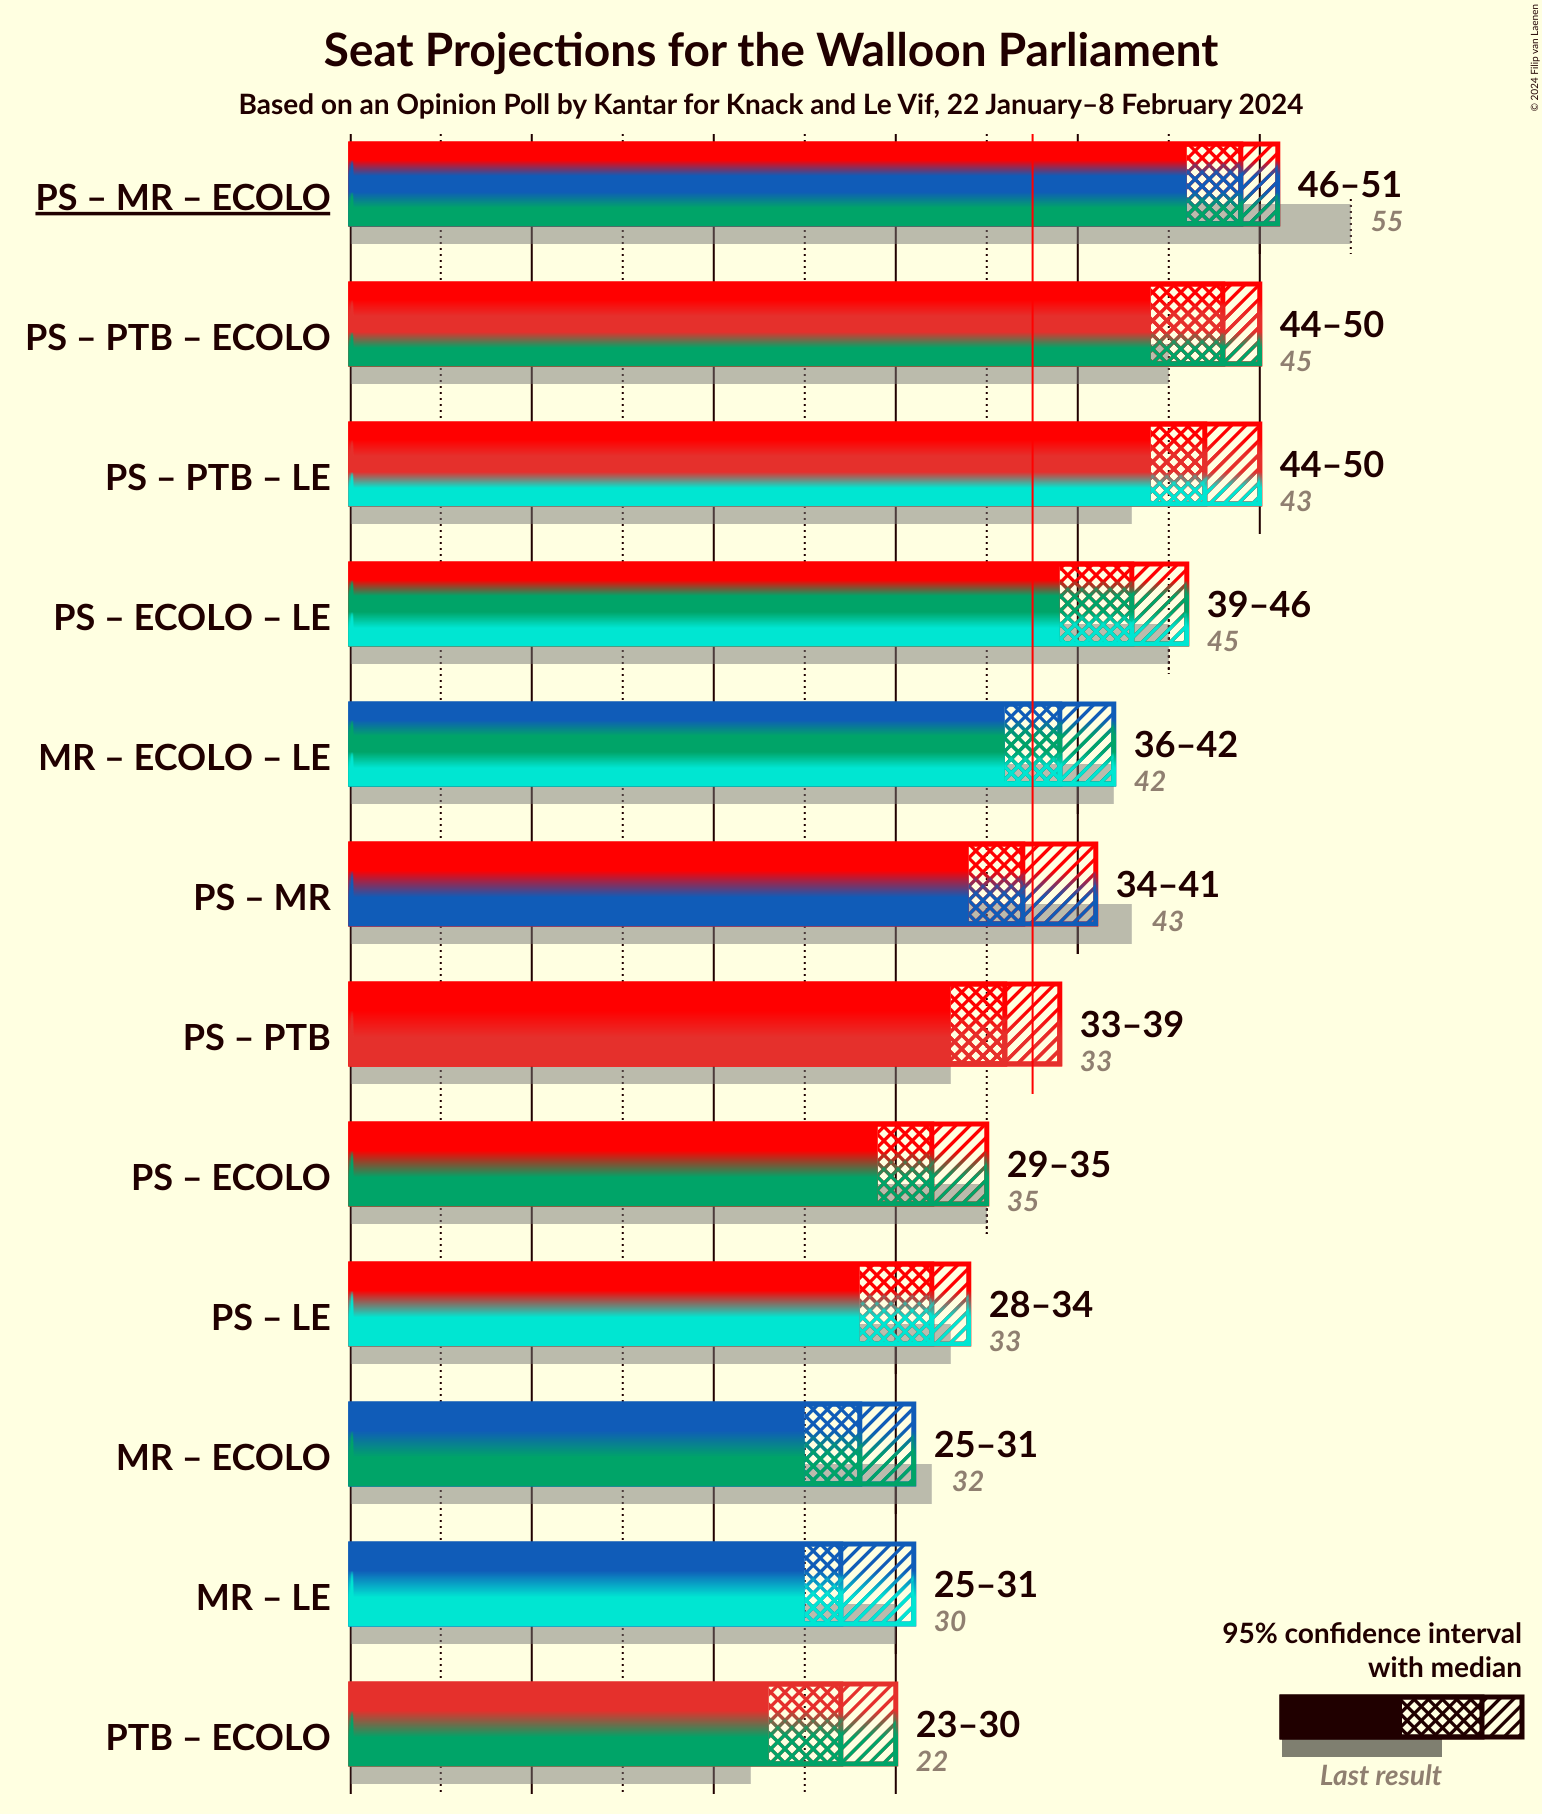 Seat Projections for the Walloon Parliament
Based on an Opinion Poll by Kantar for Knack and Le Vif, 22 January–8 February 2024
© 2024 Filip van Laenen
PS – MR – ECOLO
46–51
55
PS – PTB – ECOLO
44–50
45
PS – PTB – LE
44–50
43
PS – ECOLO – LE
39–46
45
MR – ECOLO – LE
36–42
42
PS – MR
34–41
43
PS – PTB
33–39
33
PS – ECOLO
29–35
35
PS – LE
28–34
33
MR – ECOLO
25–31
32
MR – LE
25–31
30
PTB – ECOLO
23–30
22
95% confidence interval
with median
Last result